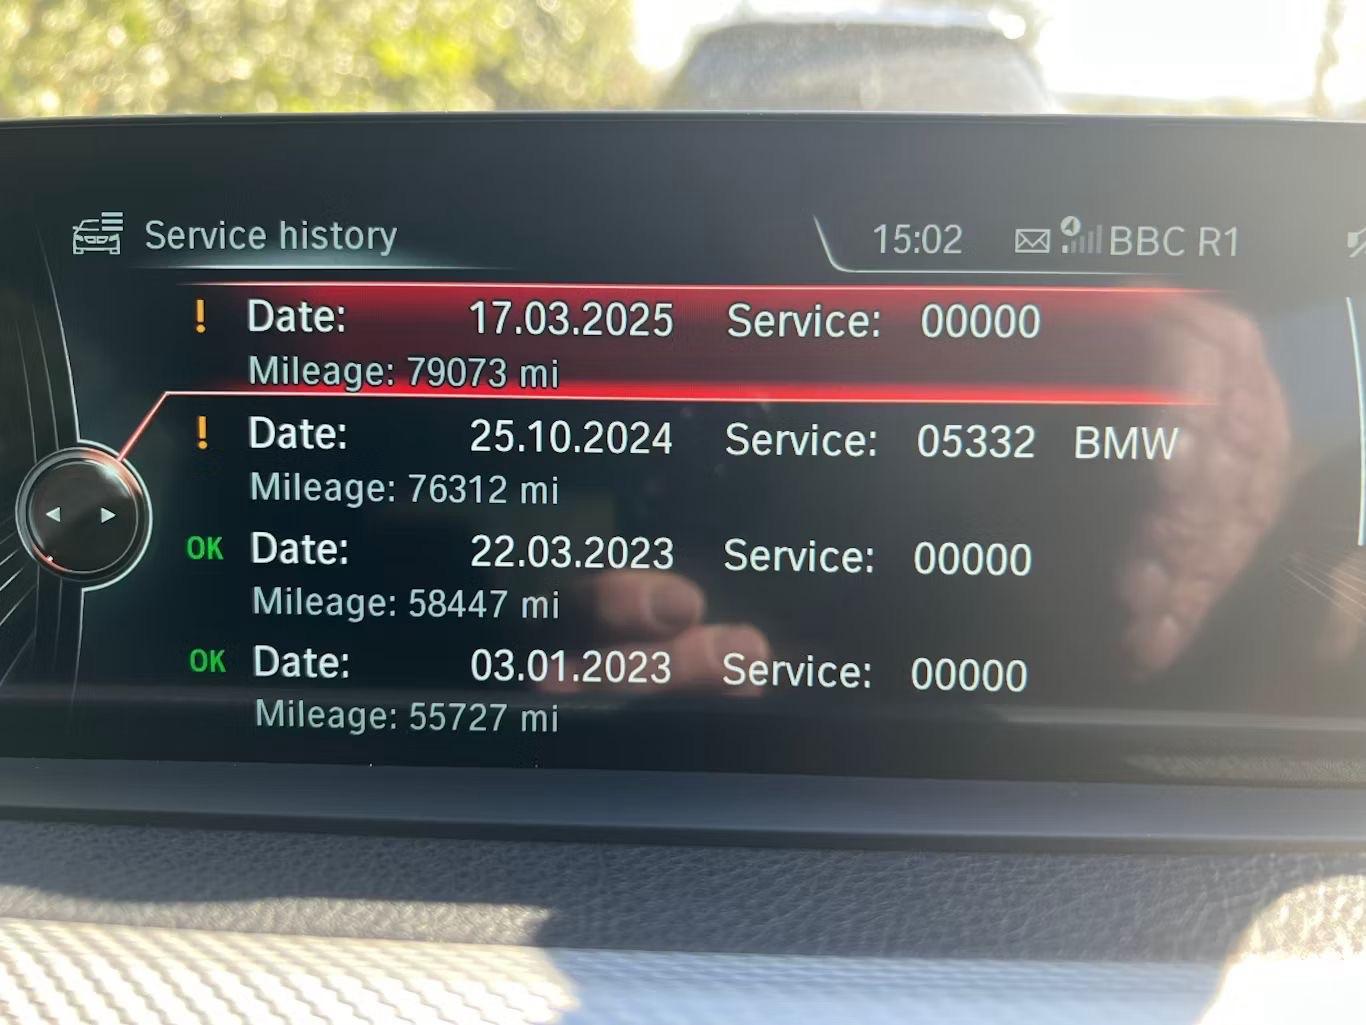 Service history 15:02 BBC R1
! Date: 17.03.2025 Service: 00000
Mileage: 79073 mi
! Date: 25.10.2024 Service: 05332 BMW
Mileage: 76312 mi
OK Date: 22.03.2023 Service: 00000
Mileage: 58447 mi
OK Date: 03.01.2023 Service: 00000
Mileage: 55727 mi